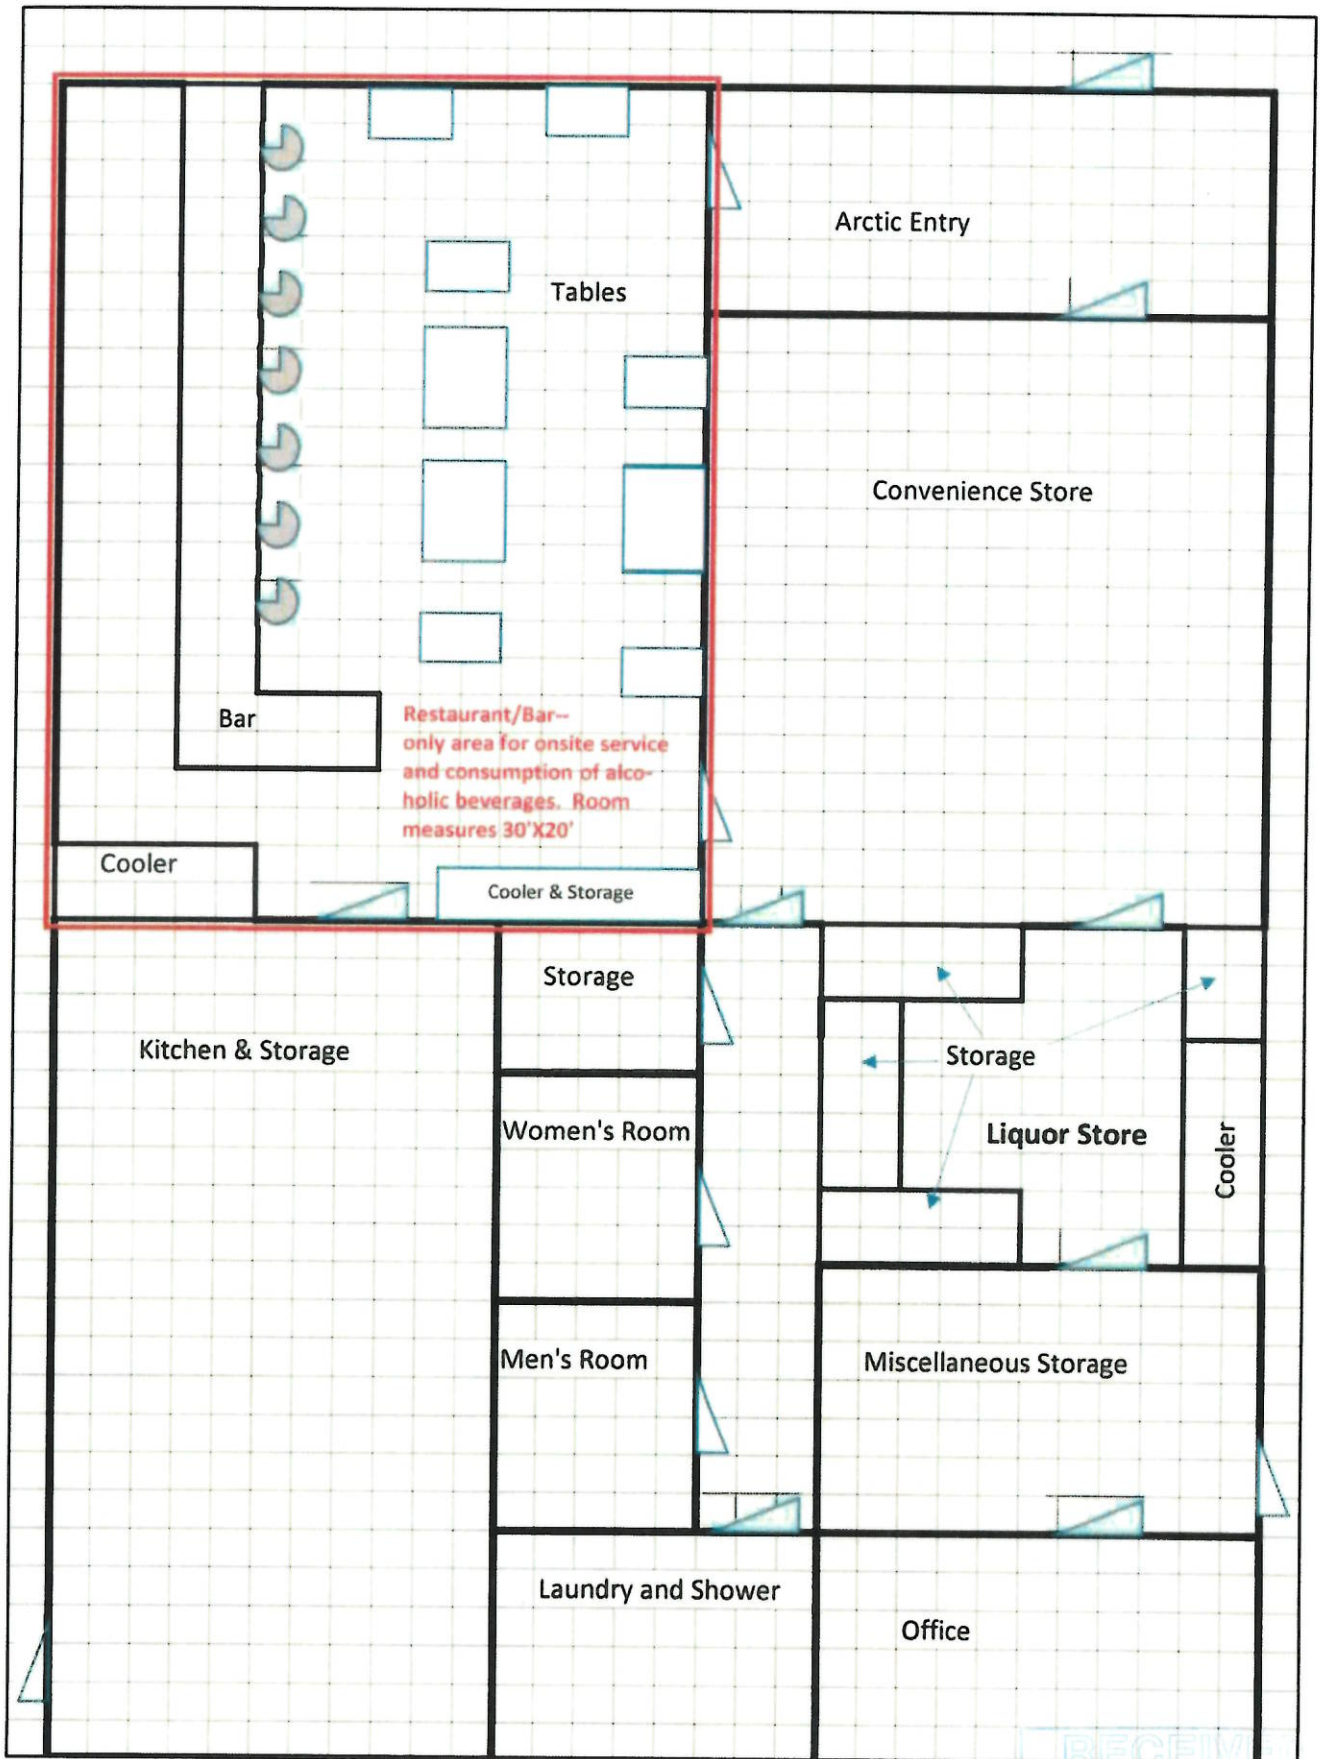 Arctic Entry
Tables
Convenience Store
Bar
Restaurant/Bar--
only area for onsite service
and consumption of alco-
holic beverages. Room
measures 30'X20'
Cooler
Cooler & Storage
Storage
Kitchen & Storage
Storage
Women's Room
Liquor Store
Cooler
Men's Room
Miscellaneous Storage
Laundry and Shower
Office